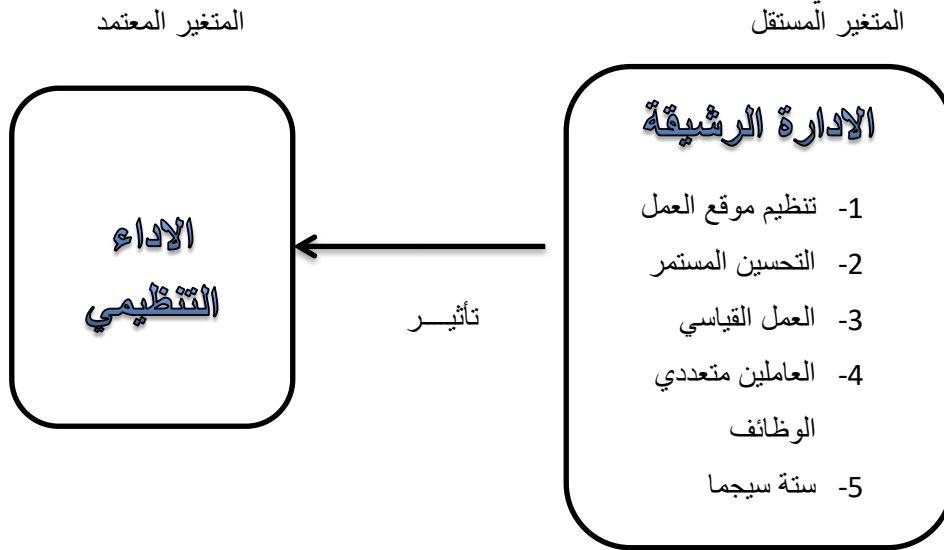 المتغير المستقل
المتغير المعتمد
الادارة الرشيقة
1- تنظيم موقع العمل
2- التحسين المستمر
3- العمل القياسي
4- العاملين متعددي
الوظائف
5- ستة سيجما
تأثيـــر
الاداء
التنظيمي